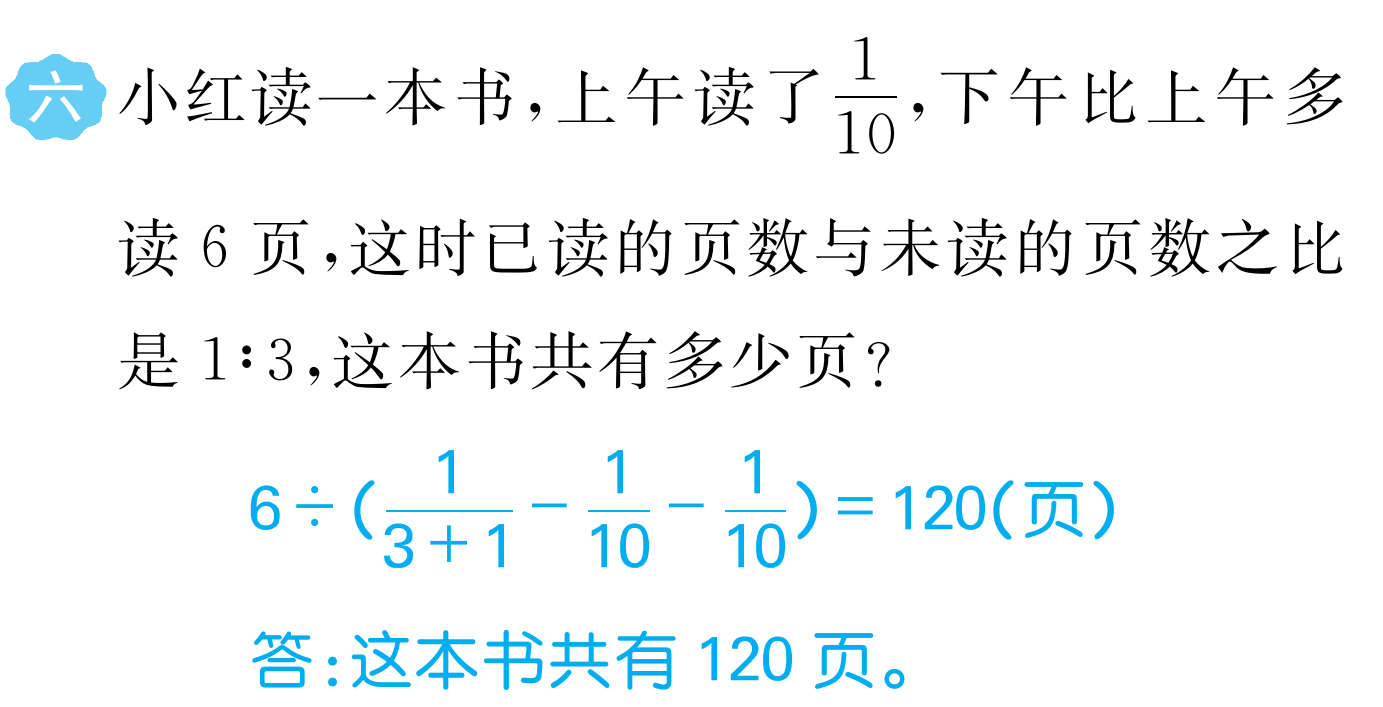 六 小红读一本书,上午读了1/10,下午比上午多
读 6 页,这时已读的页数与未读的页数之比
是 1∶3,这本书共有多少页?
6÷(1/(3+1)－1/10－1/10)＝120(页)
答:这本书共有 120 页。